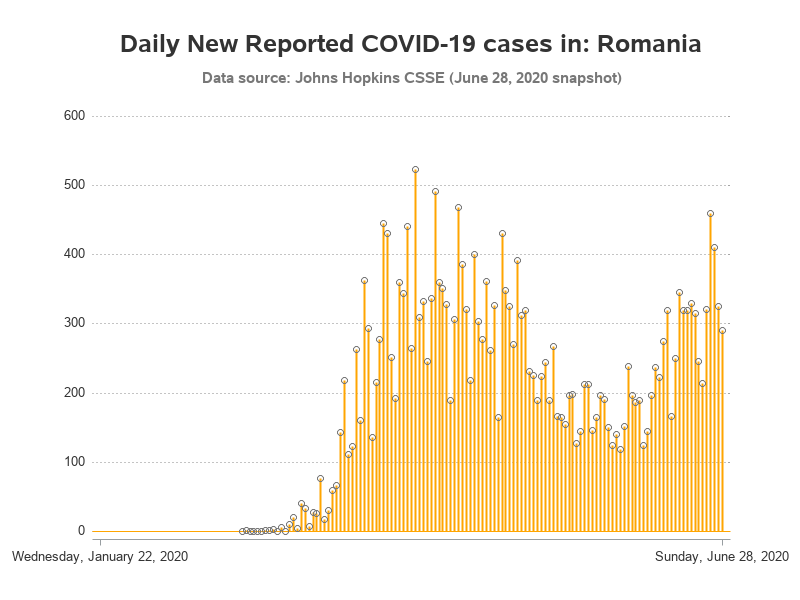 Daily New Reported COVID-19 cases in: Romania
Data source: Johns Hopkins CSSE (June 28, 2020 snapshot)
600
500
400
300
200
100
0
Wednesday, January 22, 2020
Sunday, June 28, 2020